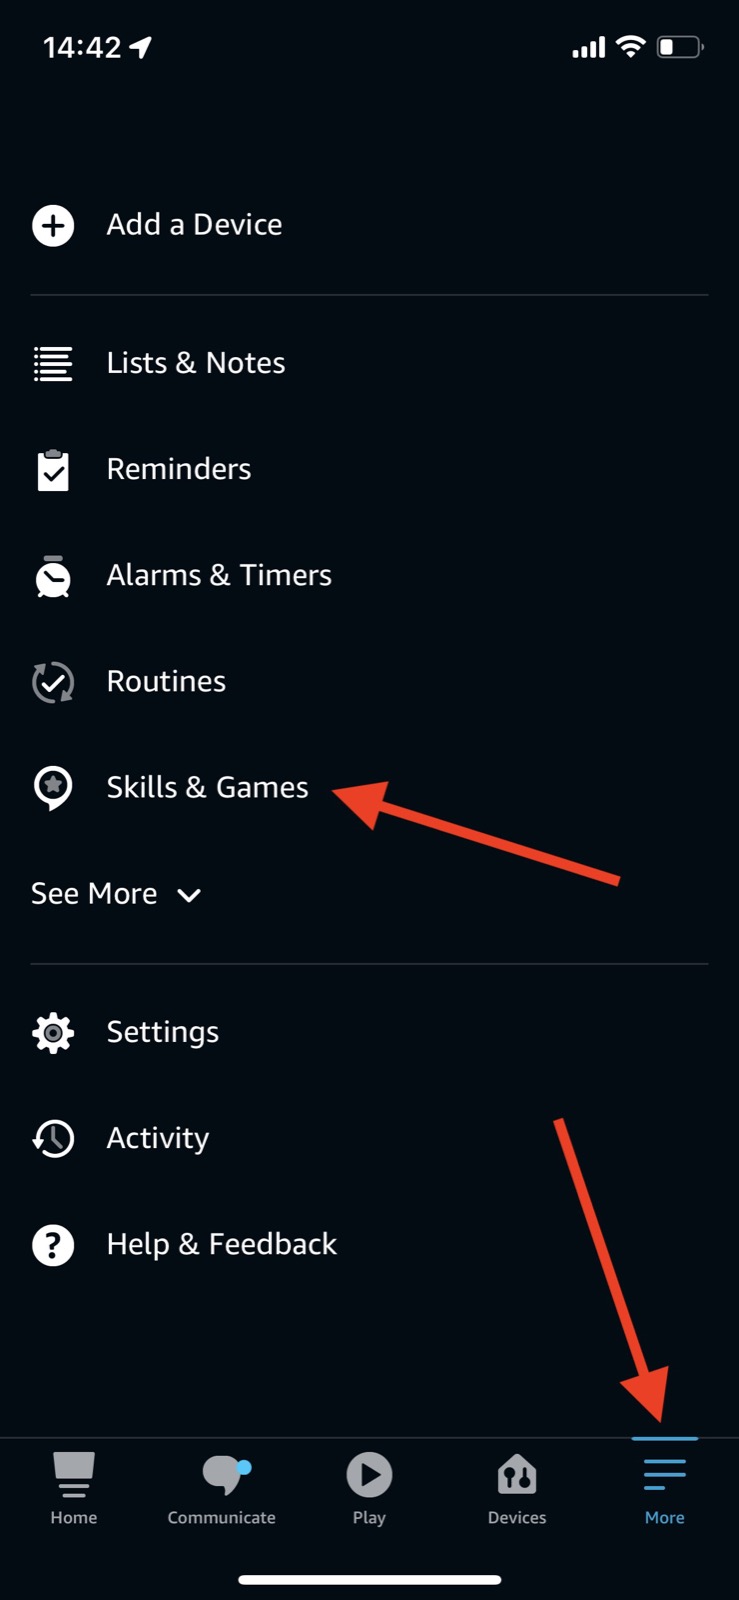 14:42
Add a Device
Lists & Notes
Reminders
Alarms & Timers
Routines
Skills & Games
See More
Settings
Activity
Help & Feedback
Home Communicate Play Devices More